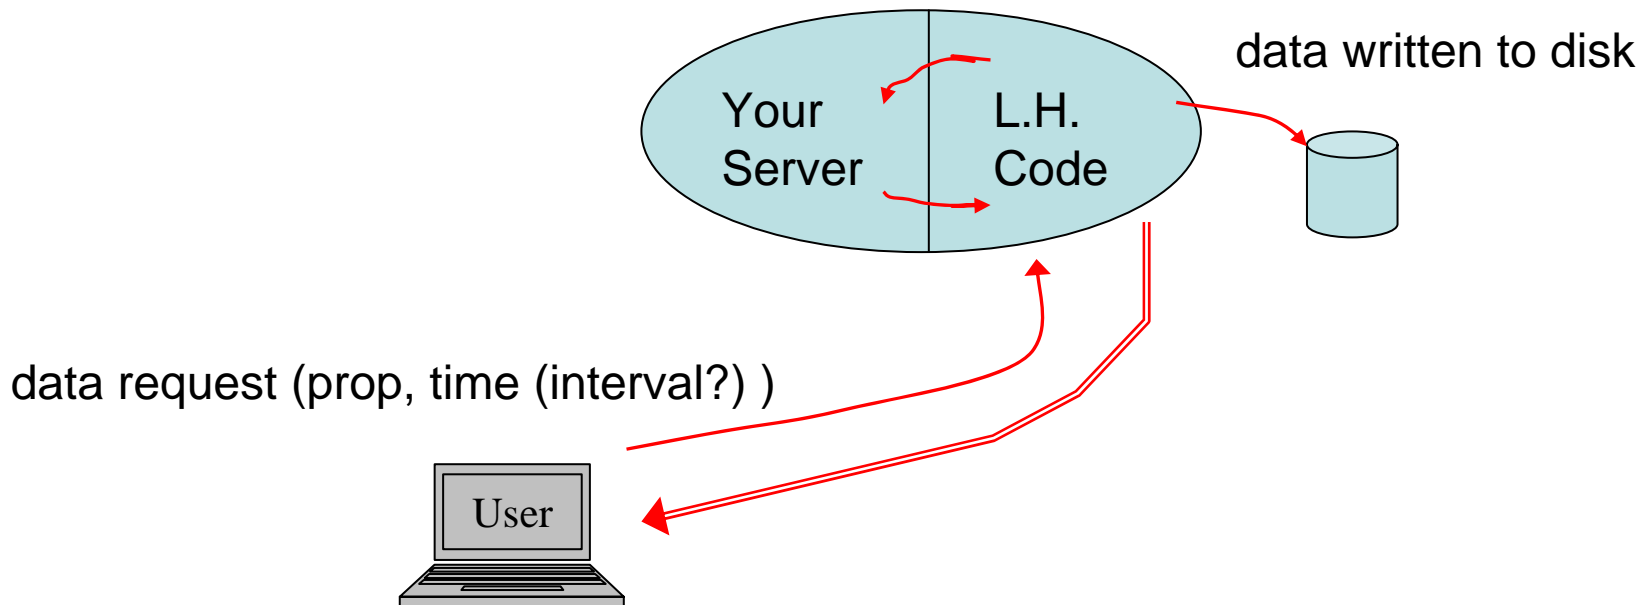 data written to disk
Your
Server
L.H.
Code
data request (prop, time (interval?) )
User